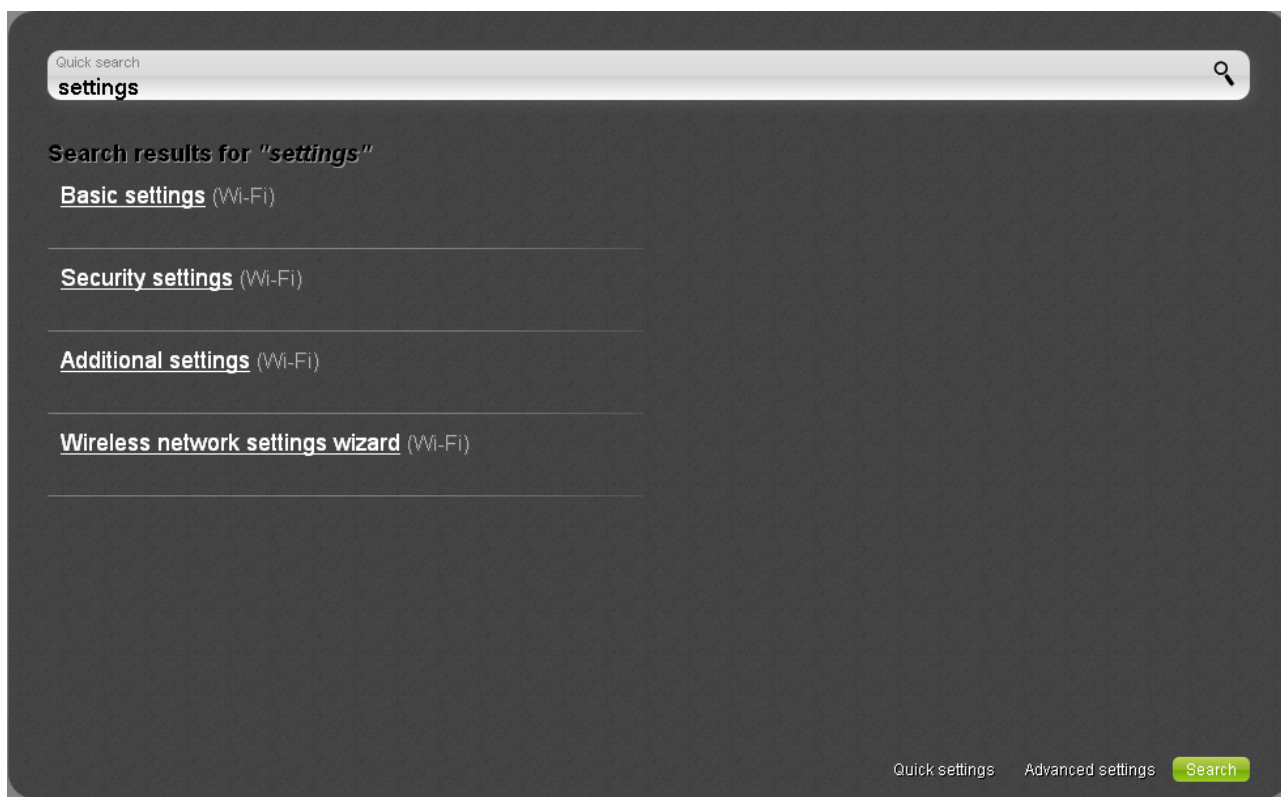 Quick search
settings
Search results for "settings"
Basic settings (Wi-Fi)
Security settings (Wi-Fi)
Additional settings (Wi-Fi)
Wireless network settings wizard (Wi-Fi)
Quick settings Advanced settings Search